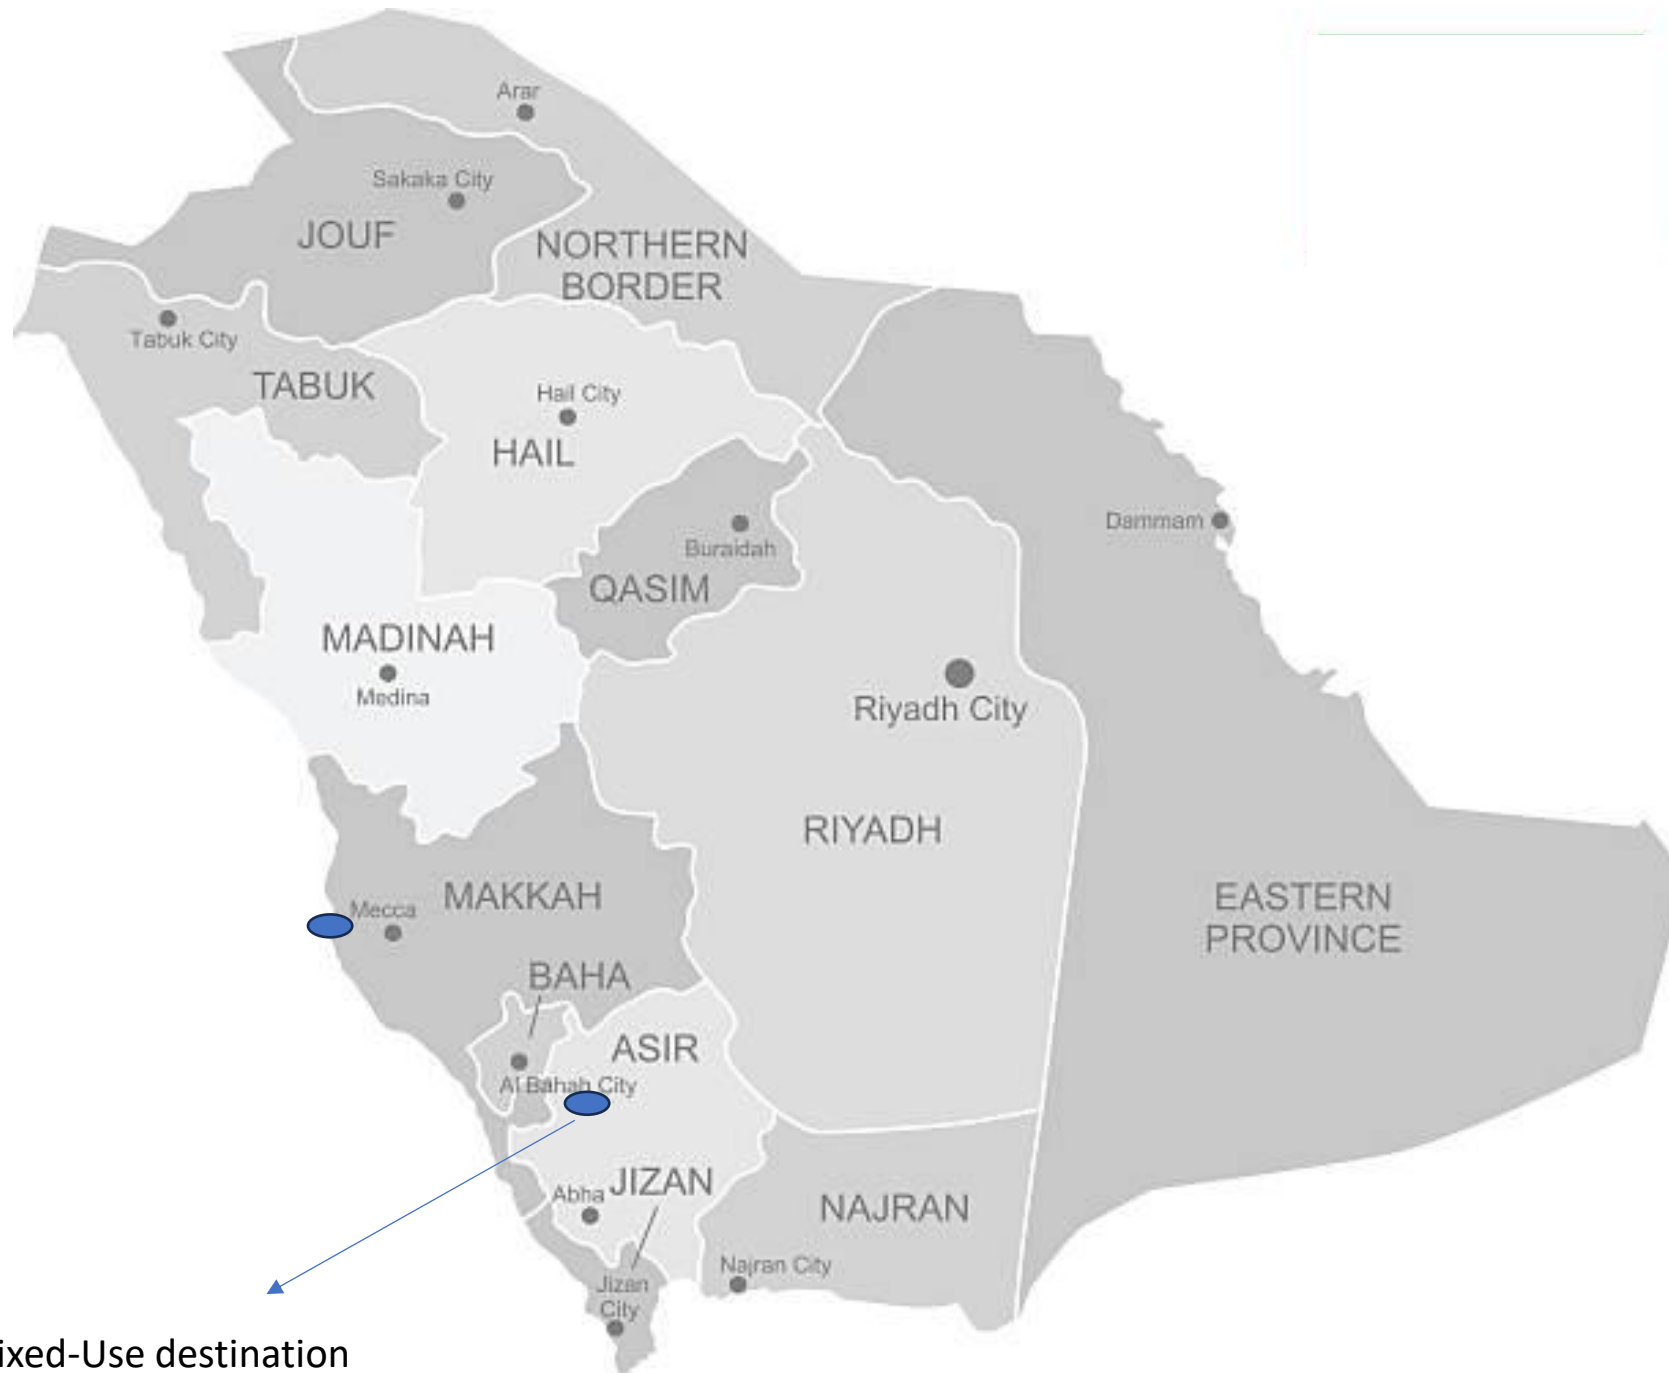 Arar
Sakaka City
JOUF
NORTHERN
BORDER
Tabuk City
TABUK
Hail City
HAIL
Buraidah
QASIM
Dammam
MADINAH
Medina
Riyadh City
RIYADH
MAKKAH
Mecca
EASTERN
PROVINCE
BAHA
ASIR
Al Bahah City
JIZAN
Abha
NAJRAN
Najran City
Jizan
City
ixed-Use destination